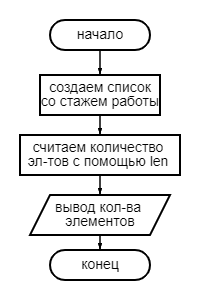 начало
создаем список
со стажем работы
считаем количество
эл-тов с помощью len
вывод кол-ва
элементов
конец